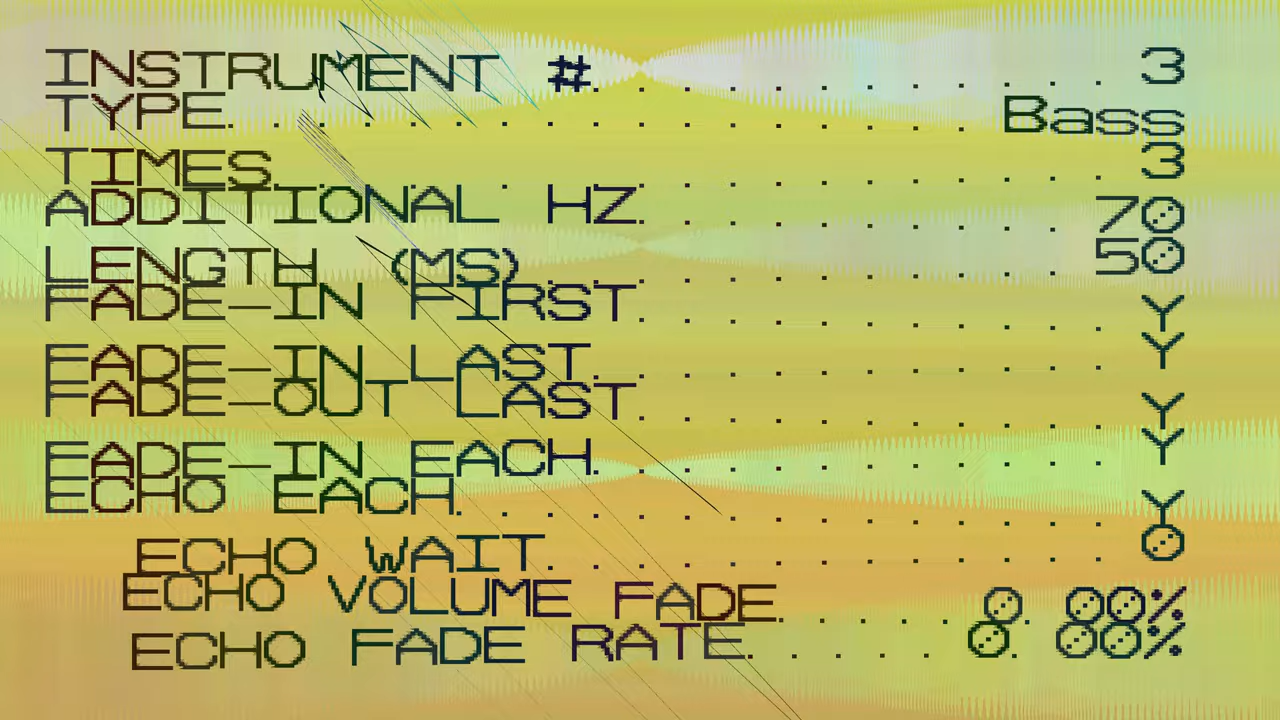 INSTRUMENT #............3
TYPE.................Bass
TIMES...................3
ADDITIONAL HZ...........70
LENGTH (MS)............50
FADE-IN FIRST...........Y
FADE-IN LAST............Y
FADE-OUT LAST...........Y
FADE-IN EACH............Y
ECHO EACH...............Y
ECHO WAIT.............0
ECHO VOLUME FADE.....0.00%
ECHO FADE RATE.....0.00%